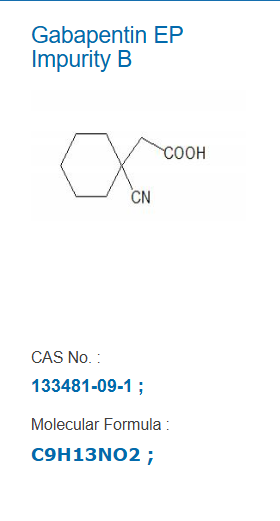 Gabapentin EP
Impurity B
COOH
CN
CAS No. :
133481-09-1 ;
Molecular Formula :
C9H13NO2 ;